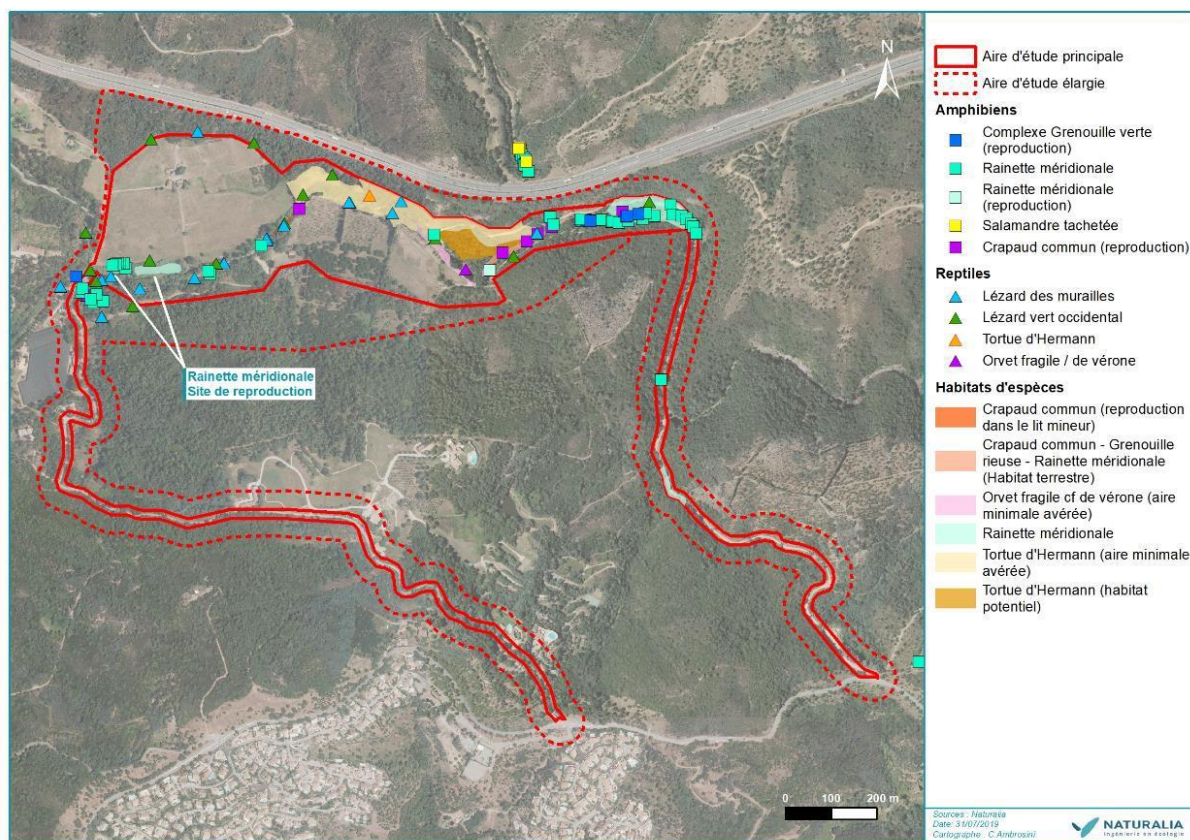 N
Rainette méridionale
Site de reproduction
0 100 200 m
Aire d'étude principale
Aire d'étude élargie
Amphibiens
Complexe Grenouille verte
(reproduction)
Rainette méridionale
Rainette méridionale
(reproduction)
Salamandre tachetée
Crapaud commun (reproduction)
Reptiles
Lézard des murailles
Lézard vert occidental
Tortue d'Hermann
Orvet fragile / de vérone
Habitats d'espèces
Crapaud commun (reproduction
dans le lit mineur)
Crapaud commun - Grenouille
rieuse - Rainette méridionale
(Habitat terrestre)
Orvet fragile cf de vérone (aire
minimale avérée)
Rainette méridionale
Tortue d'Hermann (aire minimale
avérée)
Tortue d'Hermann (habitat
potentiel)
Sources : Naturalia
Date: 31/07/2019
Cartographe : C.Ambrosini
NATURALIA
Ingénierie en écologie